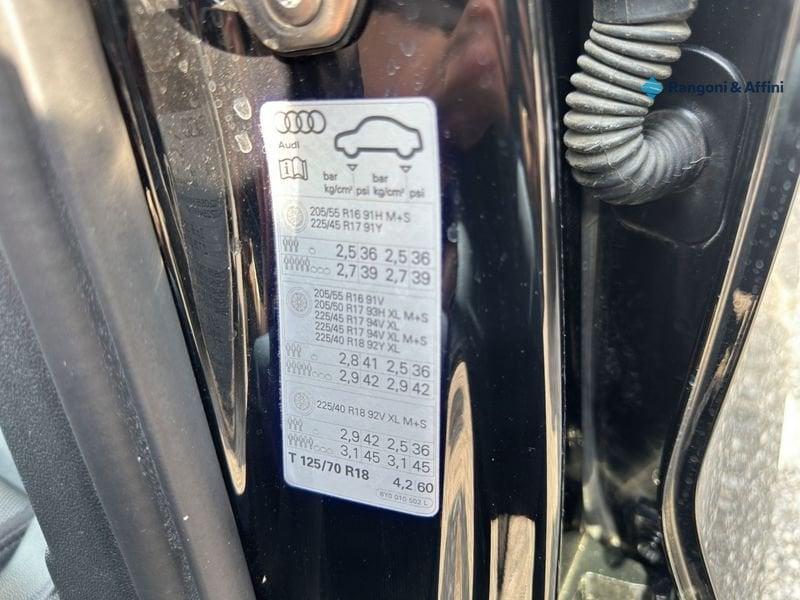 Rangoni & Affini
Audi
bar bar
kg/cm² psi kg/cm² psi
205/55 R16 91H M+S
225/45 R17 91Y
2,5 36 2,5 36
2,7 39 2,7 39
205/55 R16 91V
205/50 R17 93H XL M+S
225/45 R17 94V XL
225/45 R17 94V XL M+S
225/40 R18 92Y XL
2,8 41 2,5 36
2,9 42 2,9 42
225/40 R18 92V XL M+S
2,9 42 2,5 36
3,1 45 3,1 45
T 125/70 R18 4,2 60
8Y0 010 502 L